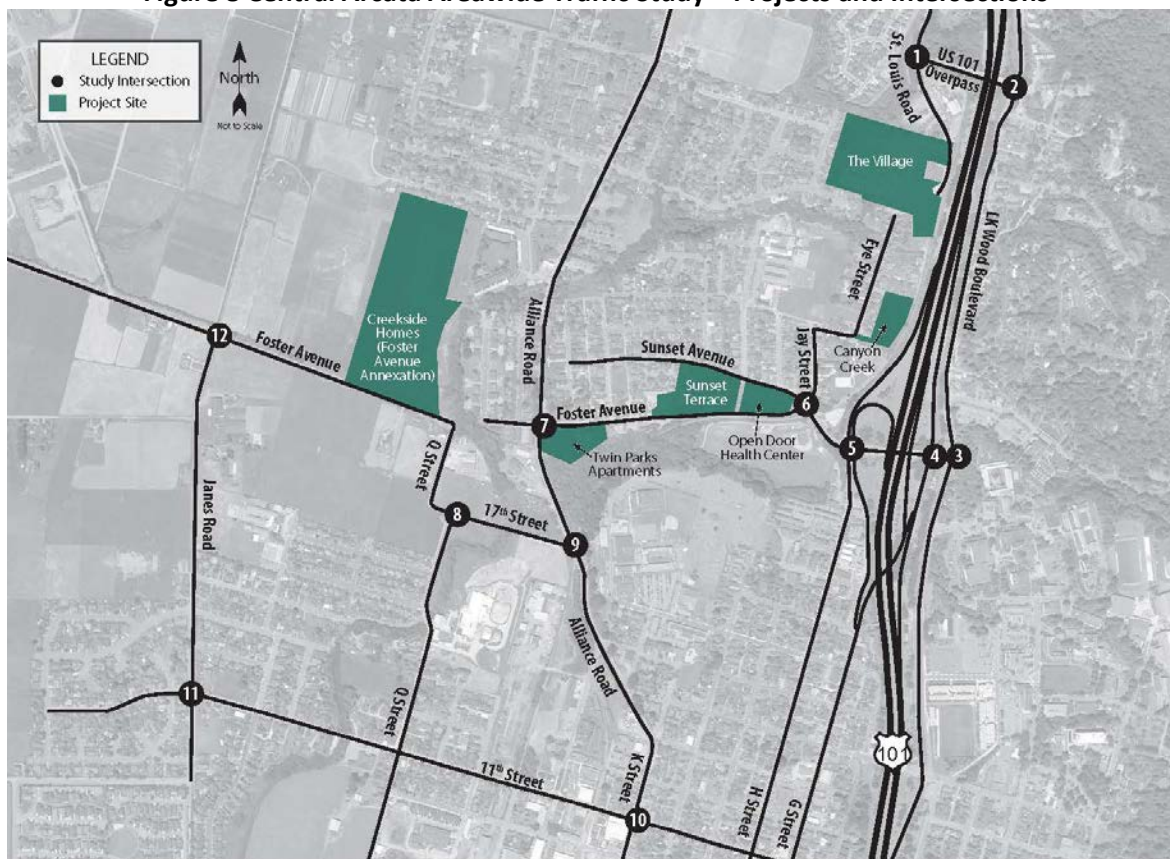 Figure 3 Central Arcata Areawide Traffic Study – Projects and Intersections
LEGEND
Study Intersection
Project Site
North
Not to Scale
1
St. Louis Road
US 101
Overpass
2
The Village
LK Wood Boulevard
Eye Street
Creekside
Homes
(Foster
Avenue
Annexation)
12
Foster Avenue
Alliance Road
Jay Street
Canyon
Creek
Sunset Avenue
Sunset
Terrace
6
7
Foster Avenue
Open Door
Health Center
5
4
3
Twin Parks
Apartments
Q Street
Janes Road
8
17th Street
9
Alliance Road
11
Q Street
11th Street
K Street
10
H Street
G Street
101